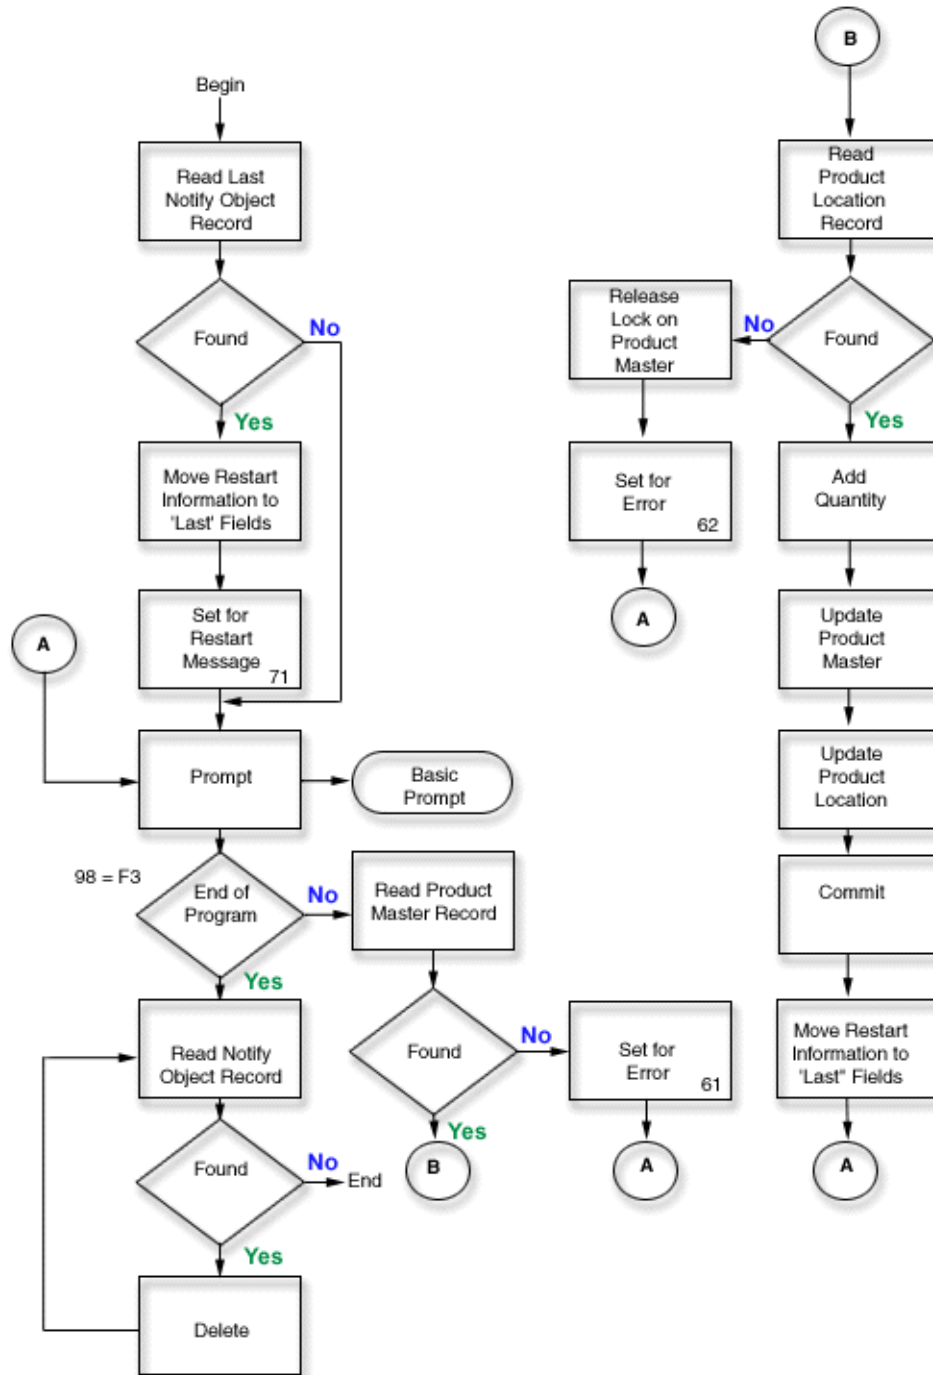 Begin
Read Last
Notify Object
Record
Found
No
Yes
Move Restart
Information to
'Last' Fields
Set for
Restart
Message
71
A
Prompt
Basic
Prompt
98 = F3
End of
Program
No
Yes
Read Product
Master Record
Found
No
Yes
B
Set for
Error
61
A
Read Notify
Object Record
Found
No
End
Yes
Delete
B
Read
Product
Location
Record
Found
No
Yes
Release
Lock on
Product
Master
Set for
Error
62
A
Add
Quantity
Update
Product
Master
Update
Product
Location
Commit
Move Restart
Information to
'Last" Fields
A